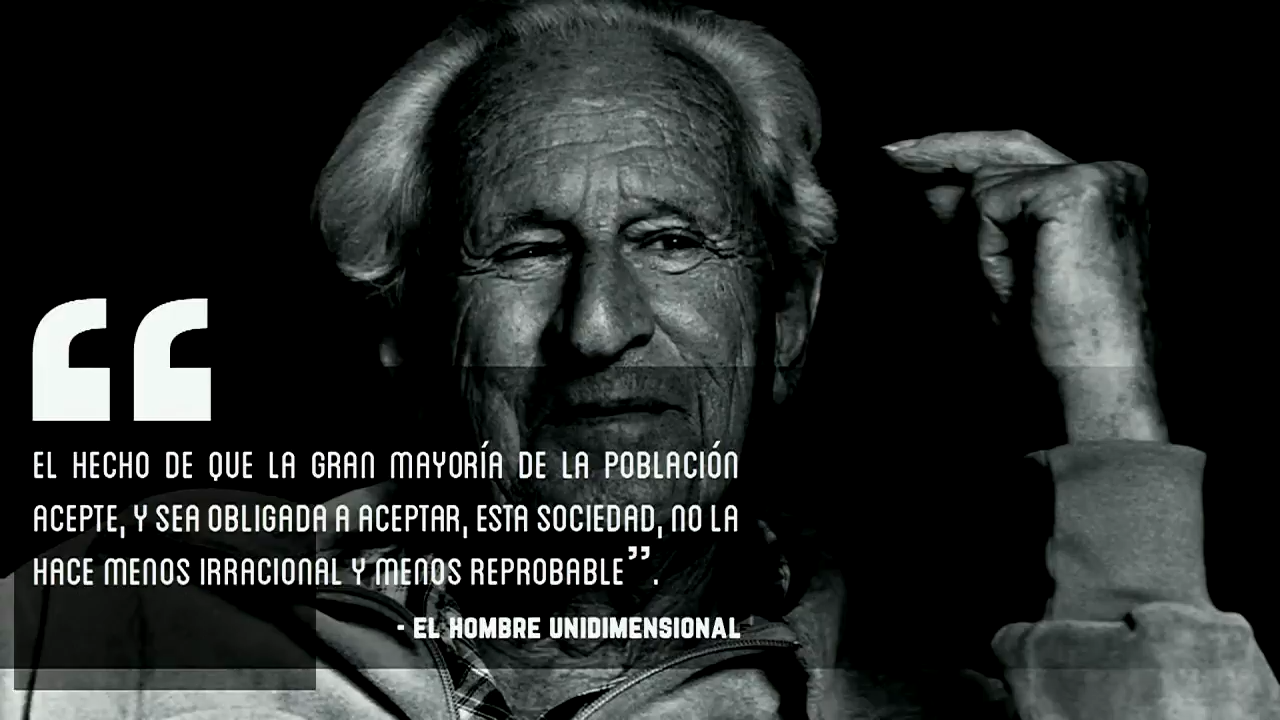 “
EL HECHO DE QUE LA GRAN MAYORÍA DE LA POBLACIÓN
ACEPTE, Y SEA OBLIGADA A ACEPTAR, ESTA SOCIEDAD, NO LA
HACE MENOS IRRACIONAL Y MENOS REPROBABLE”.
- EL HOMBRE UNIDIMENSIONAL